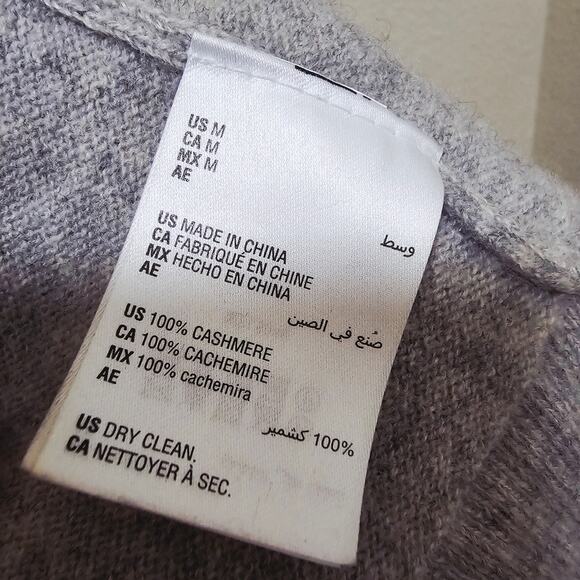 US M
CA M
MX M
AE
وسط
US MADE IN CHINA
CA FABRIQUÉ EN CHINE
MX HECHO EN CHINA
AE
صُنع في الصين
US 100% CASHMERE
CA 100% CACHEMIRE
MX 100% cachemira
AE
100% كشمير
US DRY CLEAN.
CA NETTOYER À SEC.